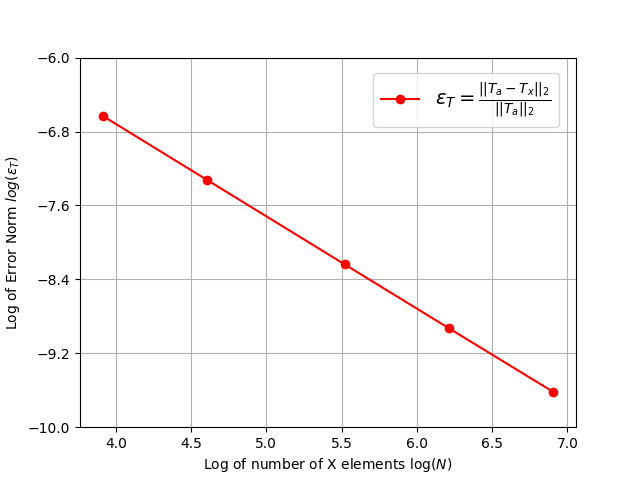 −6.0
−6.8
−7.6
−8.4
−9.2
−10.0
Log of Error Norm log(ε_T)
ε_T = ||T_a − T_x||_2 / ||T_a||_2
4.0 4.5 5.0 5.5 6.0 6.5 7.0
Log of number of X elements log(N)